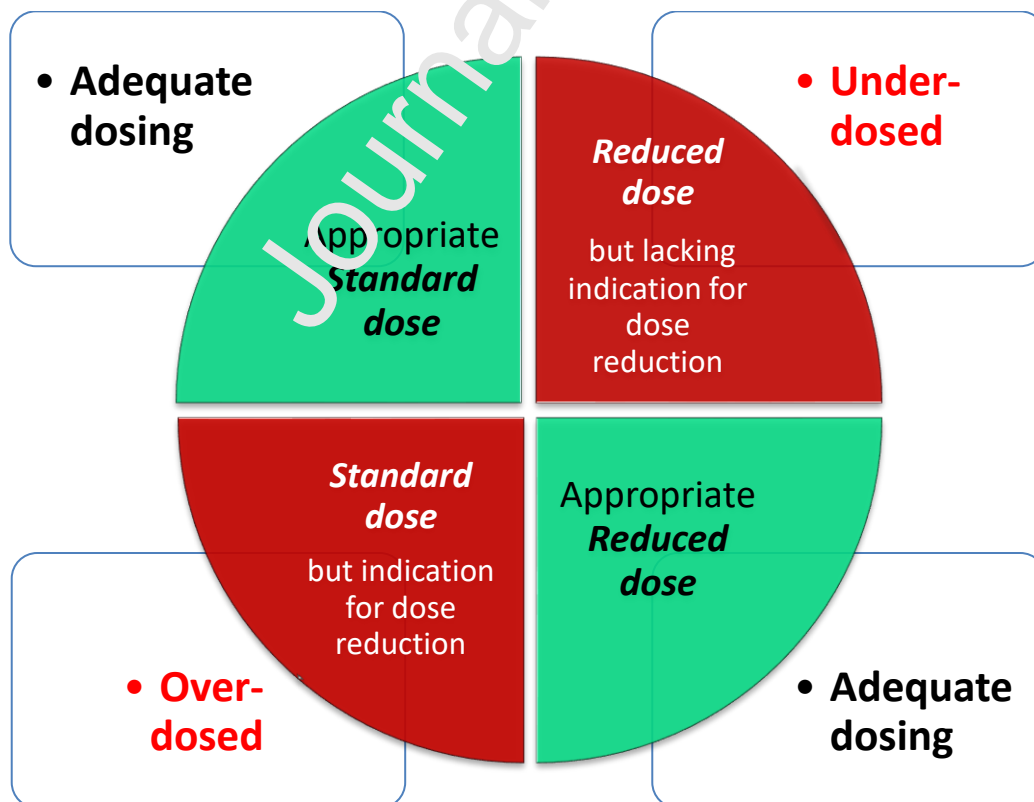 • Adequate
dosing
• Under-
dosed
Journa
Appropriate
Standard
dose
Reduced
dose
but lacking
indication for
dose
reduction
Standard
dose
but indication
for dose
reduction
Appropriate
Reduced
dose
• Over-
dosed
• Adequate
dosing